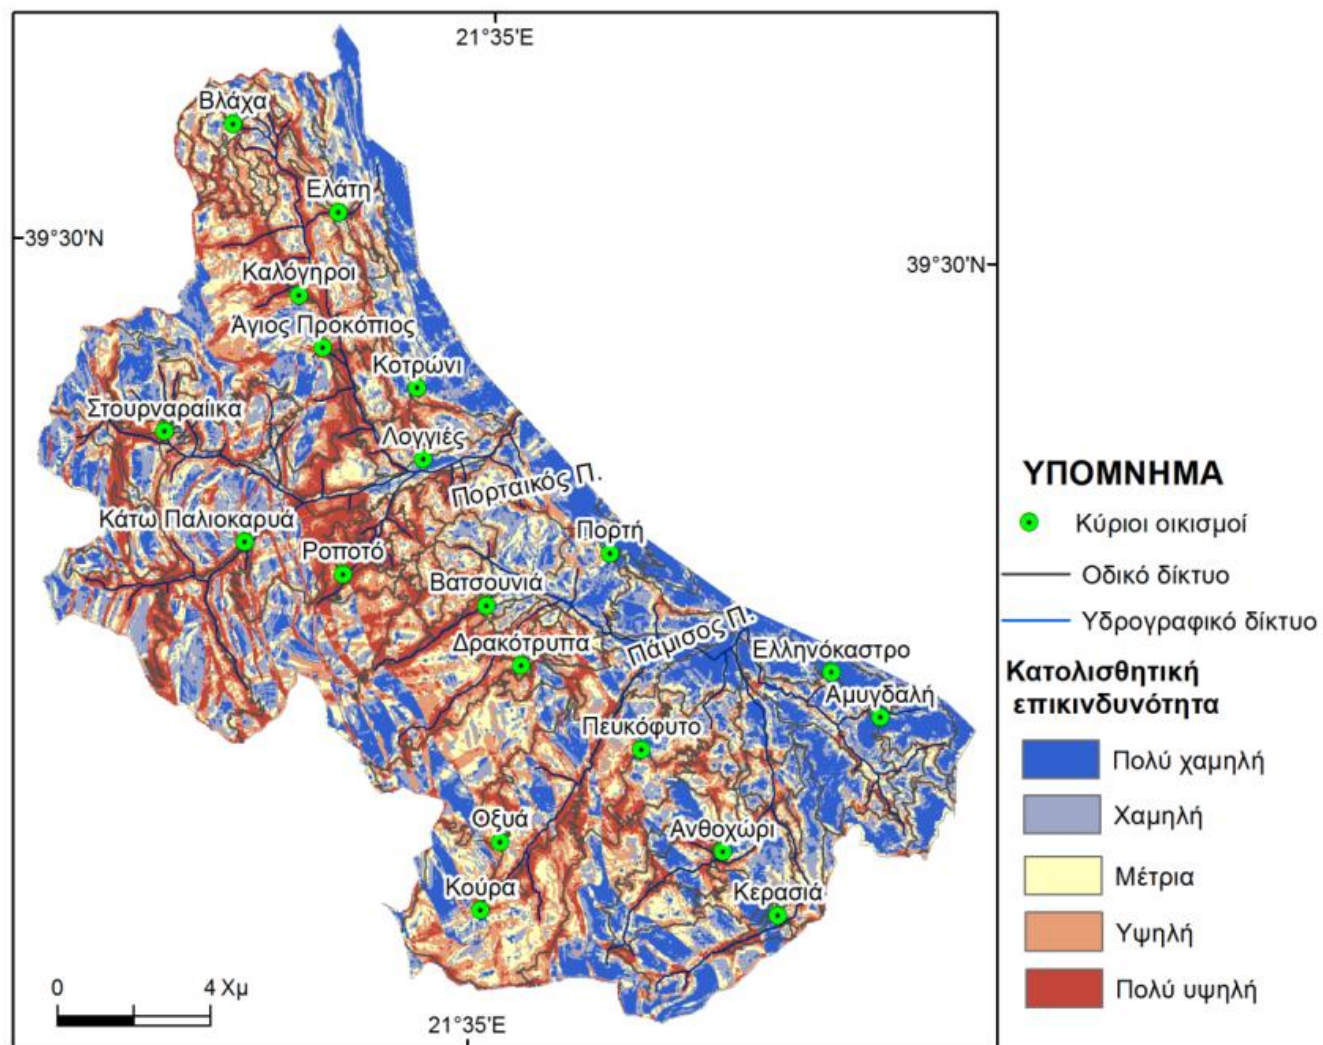 21°35'E
Βλάχα
Ελάτη
39°30'N
39°30'N
Καλόγηροι
Άγιος Προκόπιος
Κοτρώνι
Στουρναραίικα
Λογγιές
Πορταικός Π.
Κάτω Παλιοκαρυά
Πορτή
Ροποτό
Βατσουνιά
Πάμισος Π.
Δρακότρυπα
Ελληνόκαστρο
Αμυγδαλή
Πευκόφυτο
Οξυά
Ανθοχώρι
Κούρα
Κερασιά
0 4 Χμ
21°35'E
ΥΠΟΜΝΗΜΑ
Κύριοι οικισμοί
Οδικό δίκτυο
Υδρογραφικό δίκτυο
Κατολισθητική
επικινδυνότητα
Πολύ χαμηλή
Χαμηλή
Μέτρια
Υψηλή
Πολύ υψηλή